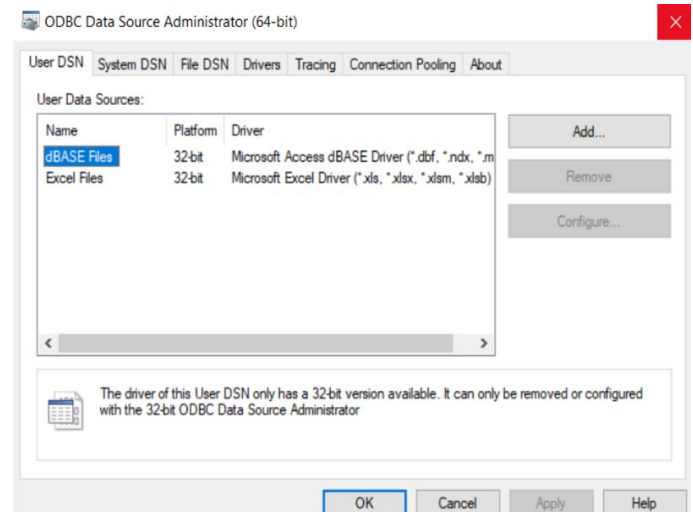 ODBC Data Source Administrator (64-bit)
User DSN System DSN File DSN Drivers Tracing Connection Pooling About
User Data Sources:
Name Platform Driver
dBASE Files 32-bit Microsoft Access dBASE Driver (*.dbf, *.ndx, *.m
Excel Files 32-bit Microsoft Excel Driver (*.xls, *.xlsx, *.xlsm, *.xlsb)
Add...
Remove
Configure...
The driver of this User DSN only has a 32-bit version available. It can only be removed or configured
with the 32-bit ODBC Data Source Administrator
OK Cancel Apply Help